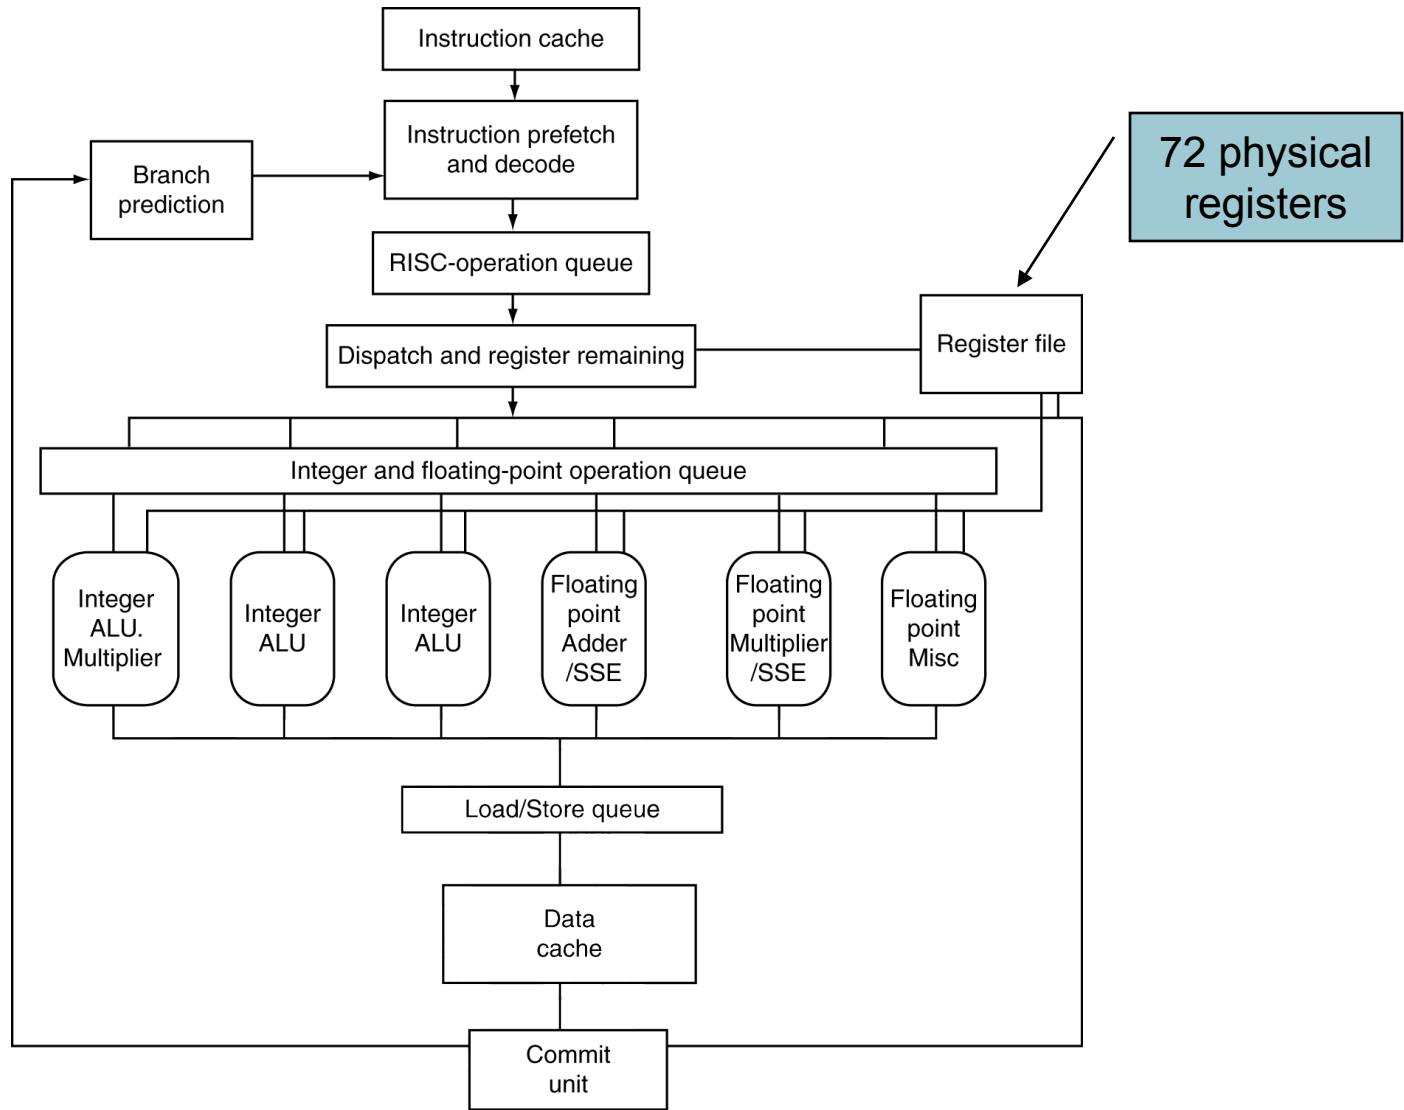 Instruction cache
Instruction prefetch
and decode
72 physical
registers
Branch
prediction
RISC-operation queue
Dispatch and register remaining
Register file
Integer and floating-point operation queue
Integer
ALU.
Multiplier
Integer
ALU
Integer
ALU
Floating
point
Adder
/SSE
Floating
point
Multiplier
/SSE
Floating
point
Misc
Load/Store queue
Data
cache
Commit
unit